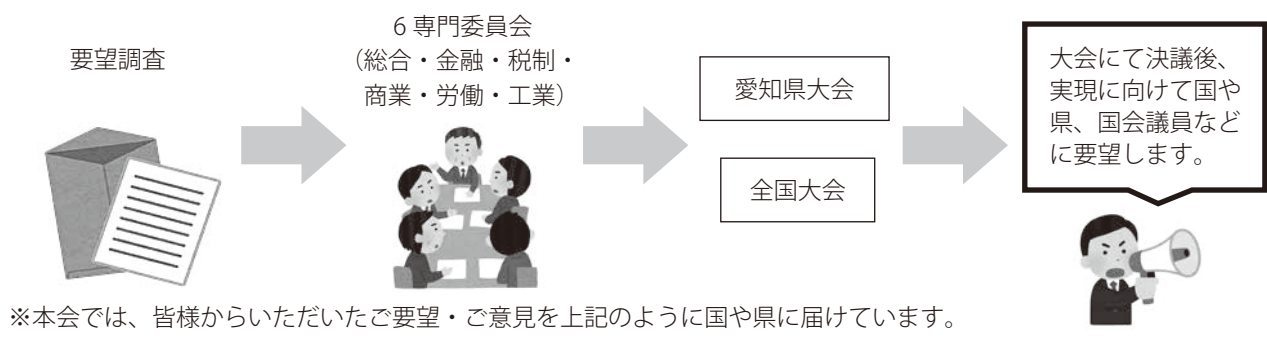 要望調査
6専門委員会
（総合・金融・税制・
商業・労働・工業）
愛知県大会
全国大会
大会にて決議後、
実現に向けて国や
県、国会議員など
に要望します。
※本会では、皆様からいただいたご要望・ご意見を上記のように国や県に届けています。